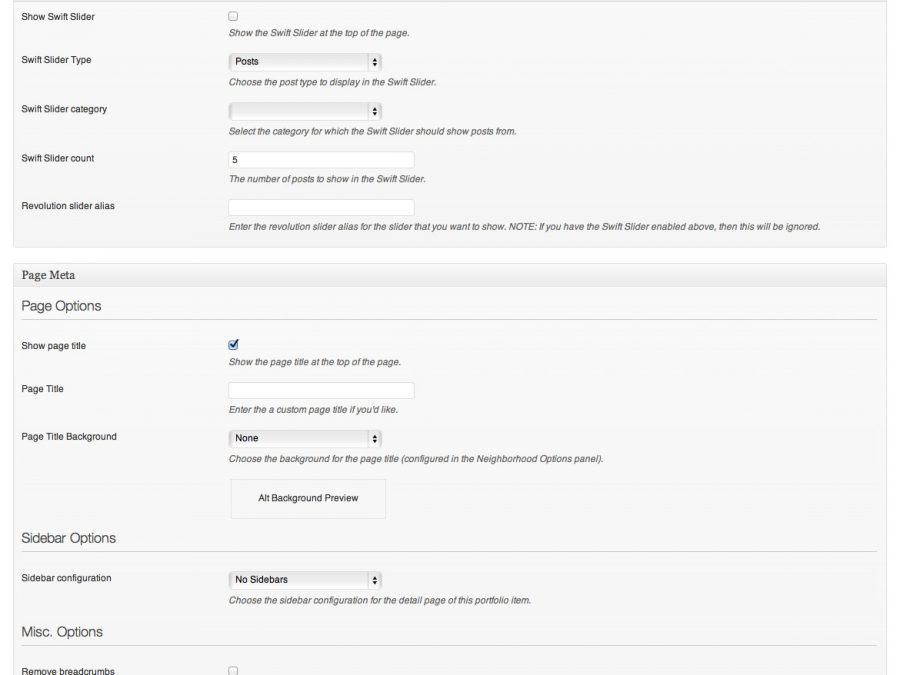 Show Swift Slider
Show the Swift Slider at the top of the page.
Swift Slider Type
Posts
Choose the post type to display in the Swift Slider.
Swift Slider category
Select the category for which the Swift Slider should show posts from.
Swift Slider count
5
The number of posts to show in the Swift Slider.
Revolution slider alias
Enter the revolution slider alias for the slider that you want to show. NOTE: If you have the Swift Slider enabled above, then this will be ignored.
Page Meta
Page Options
Show page title
Show the page title at the top of the page.
Page Title
Enter the a custom page title if you'd like.
Page Title Background
None
Choose the background for the page title (configured in the Neighborhood Options panel).
Alt Background Preview
Sidebar Options
Sidebar configuration
No Sidebars
Choose the sidebar configuration for the detail page of this portfolio item.
Misc. Options
Remove breadcrumbs